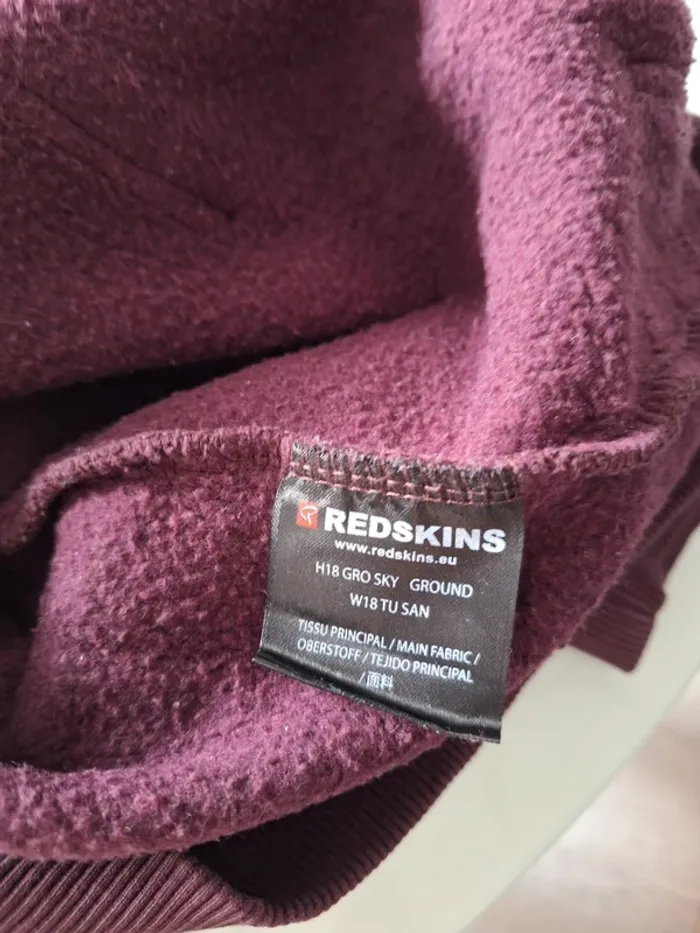 REDSKINS
www.redskins.eu
H18 GRO SKY GROUND
W18 TU SAN
TISSU PRINCIPAL / MAIN FABRIC /
OBERSTOFF / TEJIDO PRINCIPAL
/ 面料